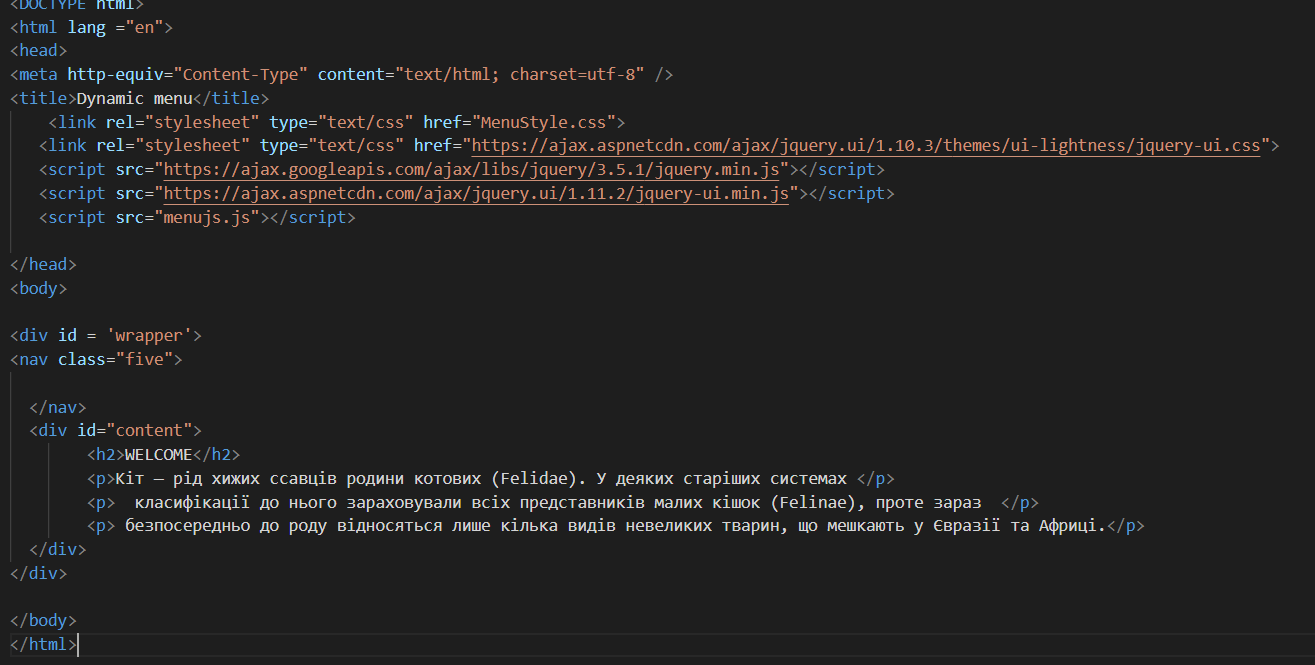 <DOCTYPE html>
<html lang ="en">
<head>
<meta http-equiv="Content-Type" content="text/html; charset=utf-8" />
<title>Dynamic menu</title>
    <link rel="stylesheet" type="text/css" href="MenuStyle.css">
   <link rel="stylesheet" type="text/css" href="https://ajax.aspnetcdn.com/ajax/jquery.ui/1.10.3/themes/ui-lightness/jquery-ui.css">
   <script src="https://ajax.googleapis.com/ajax/libs/jquery/3.5.1/jquery.min.js"></script>
   <script src="https://ajax.aspnetcdn.com/ajax/jquery.ui/1.11.2/jquery-ui.min.js"></script>
   <script src="menujs.js"></script>
</head>
<body>
<div id = 'wrapper'>
<nav class="five">
  </nav>
  <div id="content">
        <h2>WELCOME</h2>
        <p>Кіт — рід хижих ссавців родини котових (Felidae). У деяких старіших системах </p>
        <p>  класифікації до нього зараховували всіх представників малих кішок (Felinae), проте зараз  </p>
        <p> безпосередньо до роду відносяться лише кілька видів невеликих тварин, що мешкають у Євразії та Африці.</p>
  </div>
</div>
</body>
</html>